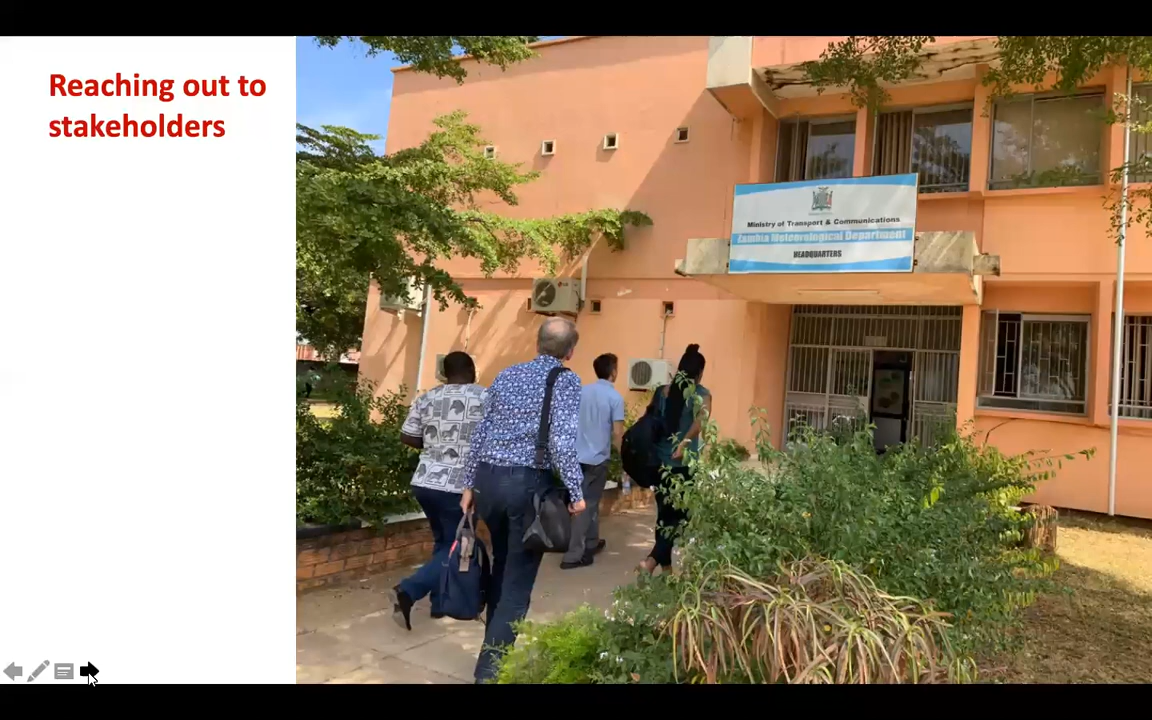 Reaching out to
stakeholders
Ministry of Transport & Communications
Zambia Meteorological Department
HEADQUARTERS